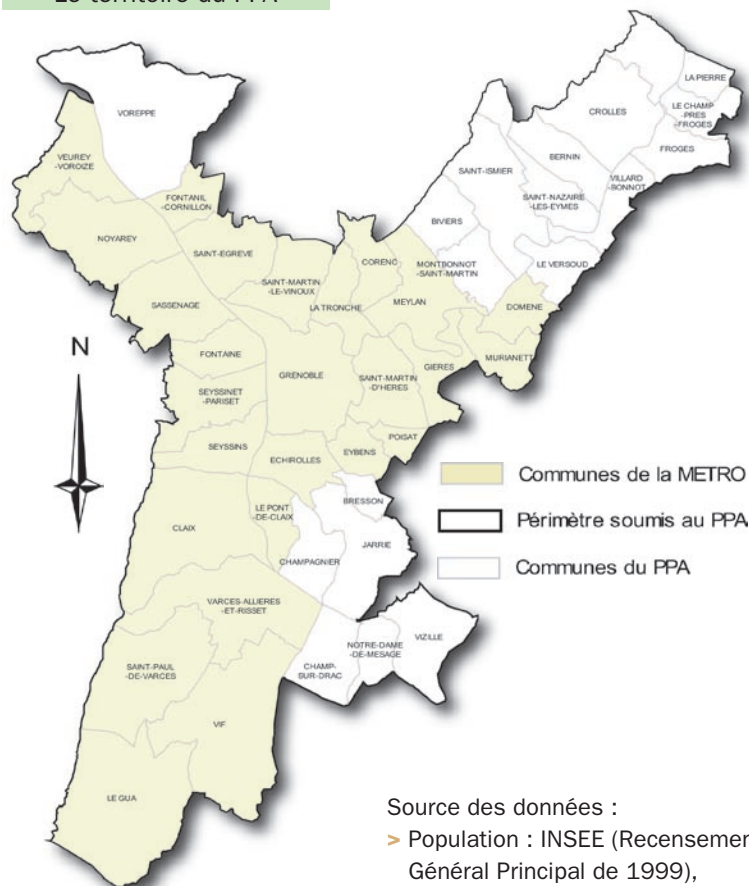 Le territoire du PPA
VOREPPE
VEUREY
-VOROIZE
FONTANIL
-CORNILLON
NOYAREY
SAINT-EGREVE
SAINT-MARTIN
-LE-VINOUX
CORENC
LA TRONCHE
MEYLAN
MONTBONNOT
-SAINT-MARTIN
BIVIERS
SAINT-ISMIER
SAINT-NAZAIRE
-LES-EYMES
BERNIN
CROLLES
LA PIERRE
LE CHAMP
-PRES
-FROGES
FROGES
VILLARD
-BONNOT
LE VERSOUD
DOMENE
MURIANETT
SASSENAGE
FONTAINE
GRENOBLE
SAINT-MARTIN
-D'HERES
GIERES
SEYSSINET
-PARISET
SEYSSINS
ECHIROLLES
EYBENS
POISAT
BRESSON
CLAIX
LE PONT
-DE-CLAIX
CHAMPAGNIER
JARRIE
VARCES-ALLIERES
-ET-RISSET
SAINT-PAUL
-DE-VARCES
VIF
LE GUA
CHAMP-
SUR-DRAC
NOTRE-DAME
-DE-MESAGE
VIZILLE
N
Communes de la METRO
Périmètre soumis au PPA
Communes du PPA
Source des données :
> Population : INSEE (Recensemen
Général Principal de 1999),